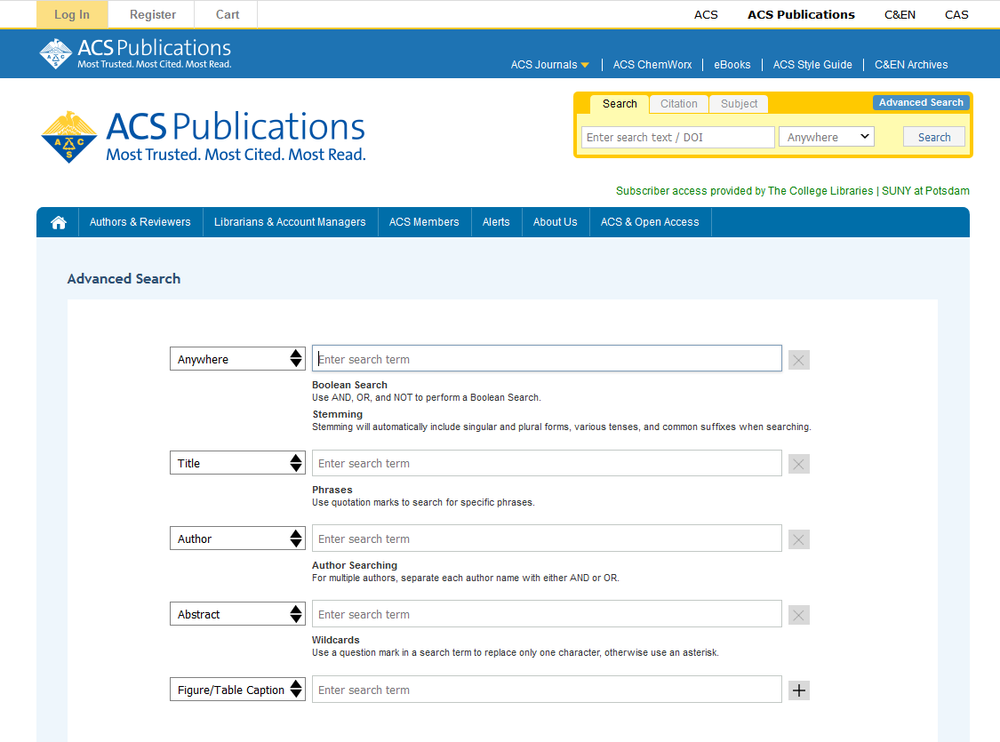 Log In Register Cart ACS ACS Publications C&EN CAS
ACS Publications
Most Trusted. Most Cited. Most Read.
ACS Journals ACS ChemWorx eBooks ACS Style Guide C&EN Archives
Search Citation Subject Advanced Search
Enter search text / DOI Anywhere Search
A C S
ACS Publications
Most Trusted. Most Cited. Most Read.
Subscriber access provided by The College Libraries | SUNY at Potsdam
Authors & Reviewers Librarians & Account Managers ACS Members Alerts About Us ACS & Open Access
Advanced Search
Anywhere Enter search term
Boolean Search
Use AND, OR, and NOT to perform a Boolean Search.
Stemming
Stemming will automatically include singular and plural forms, various tenses, and common suffixes when searching.
Title Enter search term
Phrases
Use quotation marks to search for specific phrases.
Author Enter search term
Author Searching
For multiple authors, separate each author name with either AND or OR.
Abstract Enter search term
Wildcards
Use a question mark in a search term to replace only one character, otherwise use an asterisk.
Figure/Table Caption Enter search term